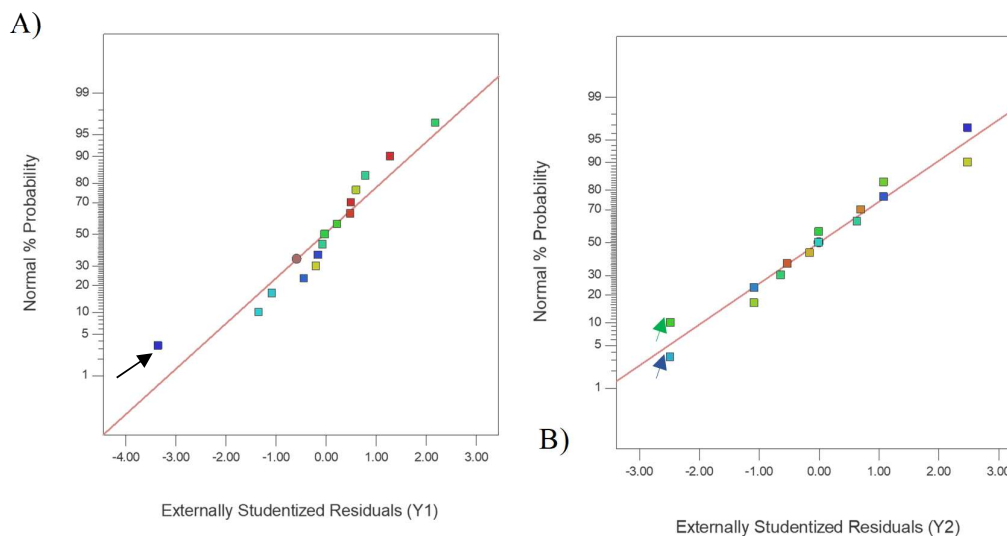 A)
Normal % Probability
99
95
90
80
70
50
30
20
10
5
1
-4.00 -3.00 -2.00 -1.00 0.00 1.00 2.00 3.00
Externally Studentized Residuals (Y1)
B)
Normal % Probability
99
95
90
80
70
50
30
20
10
5
1
-3.00 -2.00 -1.00 0.00 1.00 2.00 3.00
Externally Studentized Residuals (Y2)